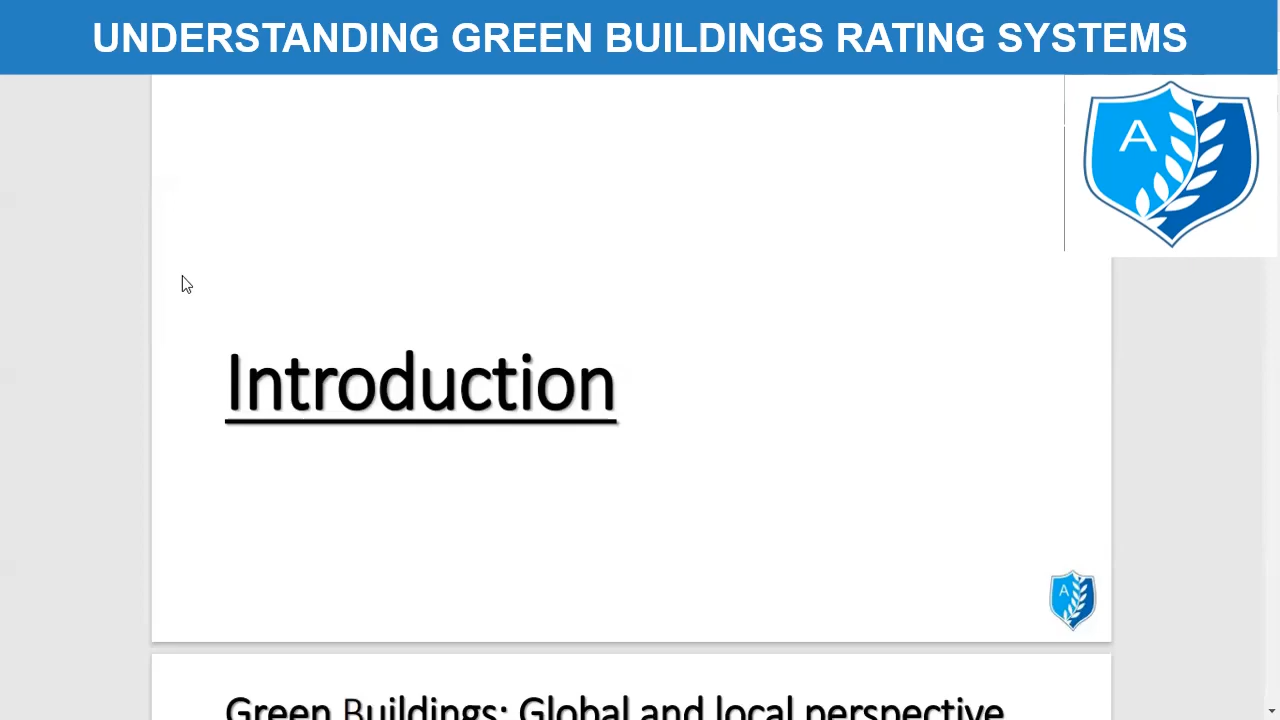 UNDERSTANDING GREEN BUILDINGS RATING SYSTEMS
A
Introduction
A
Green Buildings: Global and local perspective